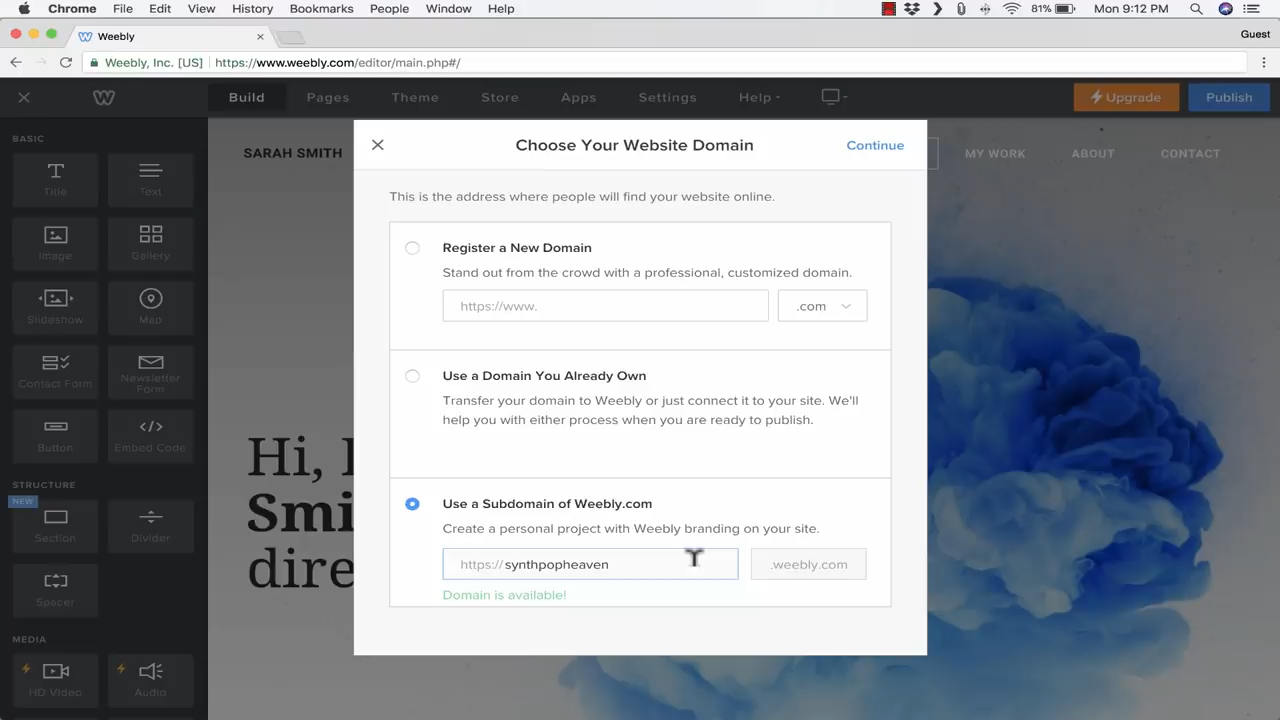 Chrome File Edit View History Bookmarks People Window Help 81% Mon 9:12 PM
Weebly Guest
Weebly, Inc. [US] https://www.weebly.com/editor/main.php#/
Build Pages Theme Store Apps Settings Help Upgrade Publish
BASIC
Title Text
Image Gallery
Slideshow Map
Contact Form Newsletter Form
Button Embed Code
STRUCTURE
NEW
Section Divider
Spacer
MEDIA
HD Video Audio
SARAH SMITH MY WORK ABOUT CONTACT
Hi, I
Smi
dire
Choose Your Website Domain Continue
This is the address where people will find your website online.
Register a New Domain
Stand out from the crowd with a professional, customized domain.
https://www. .com
Use a Domain You Already Own
Transfer your domain to Weebly or just connect it to your site. We'll
help you with either process when you are ready to publish.
Use a Subdomain of Weebly.com
Create a personal project with Weebly branding on your site.
https:// synthpopheaven .weebly.com
Domain is available!